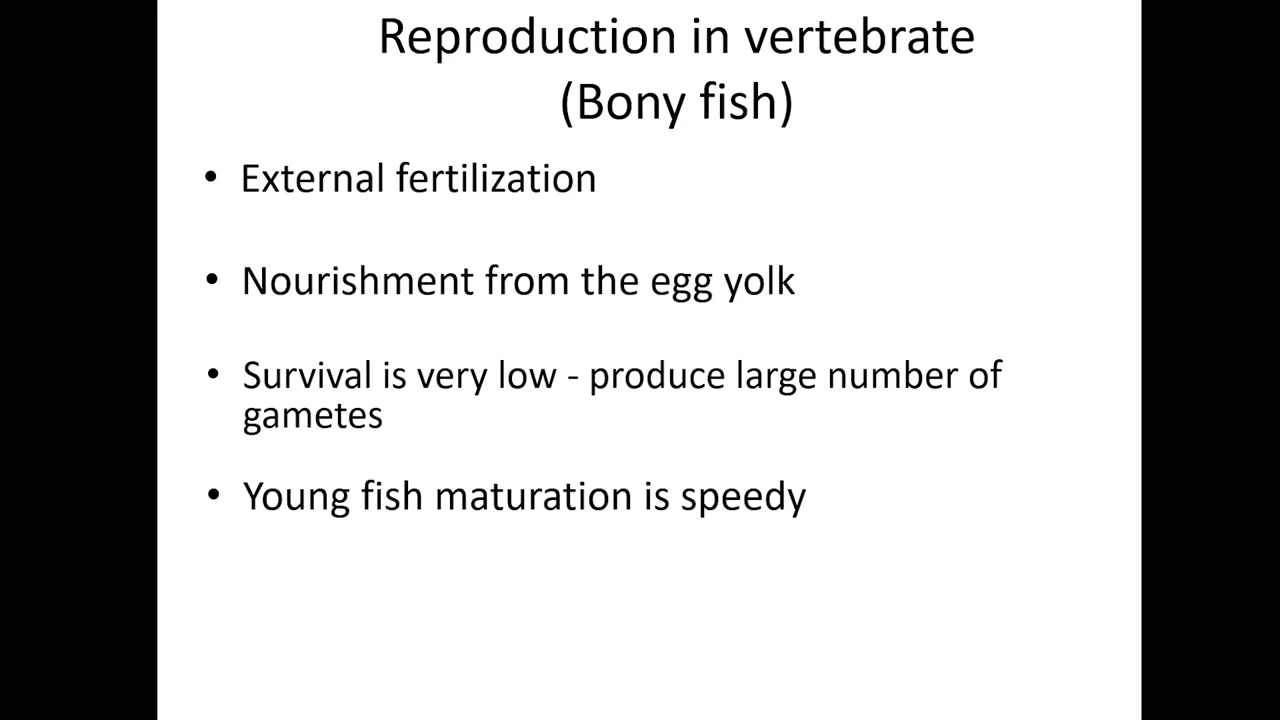 Reproduction in vertebrate
(Bony fish)
• External fertilization
• Nourishment from the egg yolk
• Survival is very low - produce large number of
gametes
• Young fish maturation is speedy